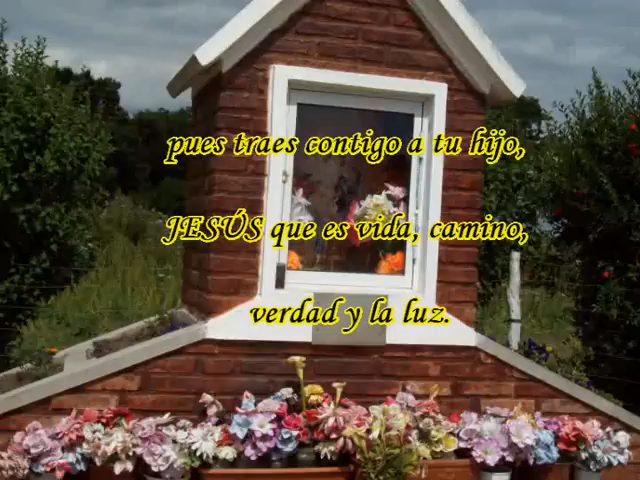 pues traes contigo a tu hijo,
JESÚS que es vida, camino,
verdad y la luz.